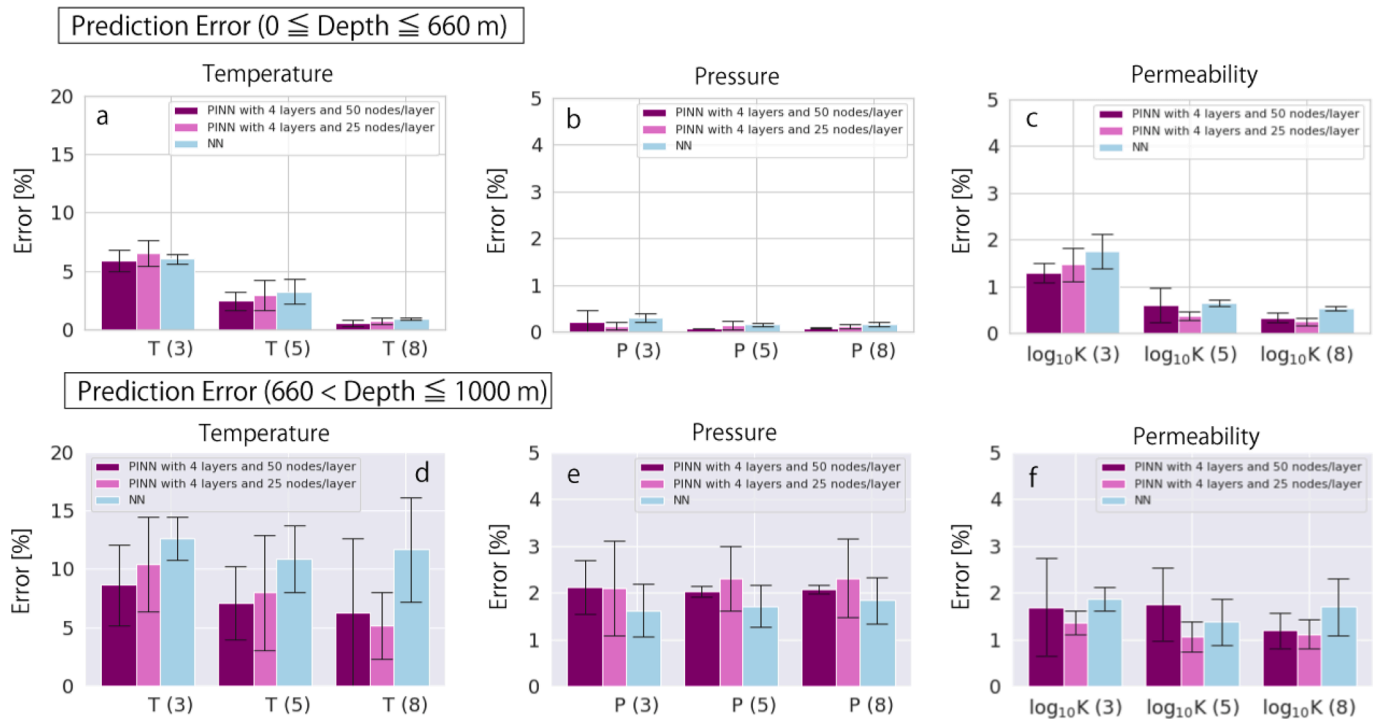 Prediction Error (0 ≦ Depth ≦ 660 m)
Temperature
a
PINN with 4 layers and 50 nodes/layer
PINN with 4 layers and 25 nodes/layer
NN
Error [%]
20
15
10
5
0
T (3)
T (5)
T (8)
Pressure
b
PINN with 4 layers and 50 nodes/layer
PINN with 4 layers and 25 nodes/layer
NN
Error [%]
5
4
3
2
1
0
P (3)
P (5)
P (8)
Permeability
c
PINN with 4 layers and 50 nodes/layer
PINN with 4 layers and 25 nodes/layer
NN
Error [%]
5
4
3
2
1
0
log₁₀K (3)
log₁₀K (5)
log₁₀K (8)
Prediction Error (660 < Depth ≦ 1000 m)
Temperature
d
PINN with 4 layers and 50 nodes/layer
PINN with 4 layers and 25 nodes/layer
NN
Error [%]
20
15
10
5
0
T (3)
T (5)
T (8)
Pressure
e
PINN with 4 layers and 50 nodes/layer
PINN with 4 layers and 25 nodes/layer
NN
Error [%]
5
4
3
2
1
0
P (3)
P (5)
P (8)
Permeability
f
PINN with 4 layers and 50 nodes/layer
PINN with 4 layers and 25 nodes/layer
NN
Error [%]
5
4
3
2
1
0
log₁₀K (3)
log₁₀K (5)
log₁₀K (8)